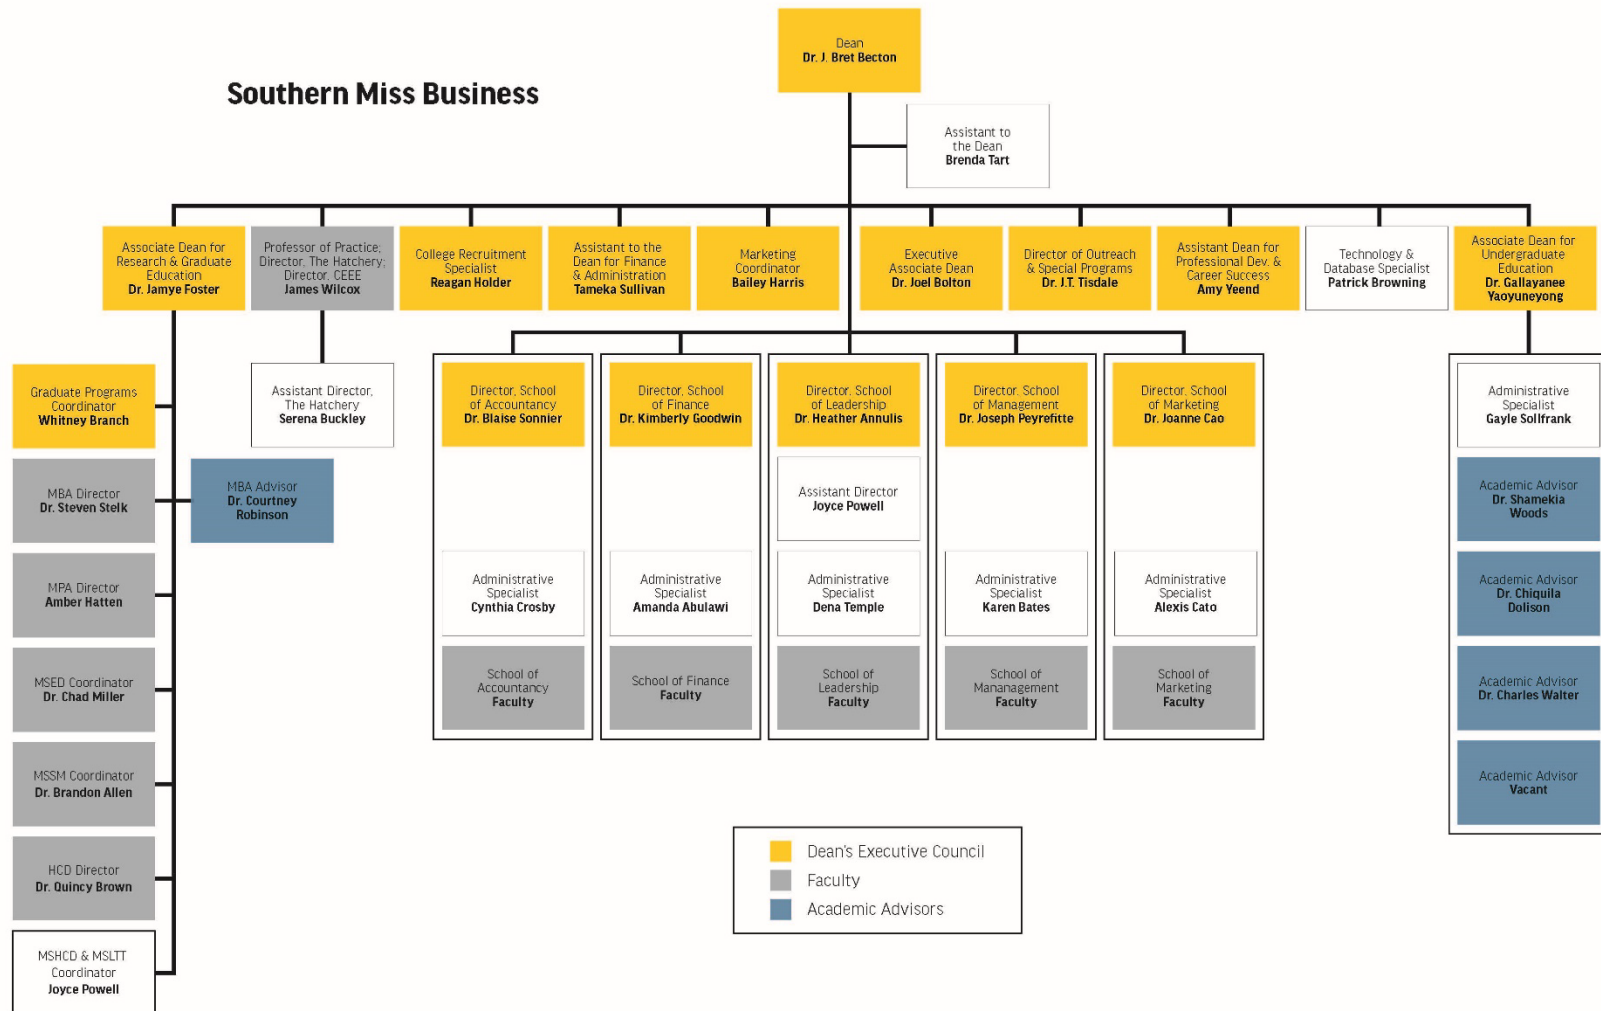 Southern Miss Business
Dean
Dr. J. Bret Becton
Assistant to
the Dean
Brenda Tart
Associate Dean for
Research & Graduate
Education
Dr. Jamye Foster
Professor of Practice;
Director, The Hatchery;
Director, CEEE
James Wilcox
College Recruitment
Specialist
Reagan Holder
Assistant to the
Dean for Finance
& Administration
Tameka Sullivan
Marketing
Coordinator
Bailey Harris
Executive
Associate Dean
Dr. Joel Bolton
Director of Outreach
& Special Programs
Dr. J.T. Tisdale
Assistant Dean for
Professional Dev. &
Career Success
Amy Yeend
Technology &
Database Specialist
Patrick Browning
Associate Dean for
Undergraduate
Education
Dr. Gallayanee
Yaoyuneyong
Graduate Programs
Coordinator
Whitney Branch
Assistant Director,
The Hatchery
Serena Buckley
Director, School
of Accountancy
Dr. Blaise Sonnier
Director, School
of Finance
Dr. Kimberly Goodwin
Director, School
of Leadership
Dr. Heather Annulis
Director, School
of Management
Dr. Joseph Peyrefitte
Director, School
of Marketing
Dr. Joanne Cao
Administrative
Specialist
Gayle Sollfrank
MBA Director
Dr. Steven Stelk
MBA Advisor
Dr. Courtney
Robinson
Assistant Director
Joyce Powell
Academic Advisor
Dr. Shamekia
Woods
MPA Director
Amber Hatten
Administrative
Specialist
Cynthia Crosby
Administrative
Specialist
Amanda Abulawi
Administrative
Specialist
Dena Temple
Administrative
Specialist
Karen Bates
Administrative
Specialist
Alexis Cato
Academic Advisor
Dr. Chiquila
Dolison
MSED Coordinator
Dr. Chad Miller
School of
Accountancy
Faculty
School of Finance
Faculty
School of
Leadership
Faculty
School of
Mananagement
Faculty
School of
Marketing
Faculty
Academic Advisor
Dr. Charles Walter
MSSM Coordinator
Dr. Brandon Allen
Academic Advisor
Vacant
HCD Director
Dr. Quincy Brown
MSHCD & MSLTT
Coordinator
Joyce Powell
Dean's Executive Council
Faculty
Academic Advisors